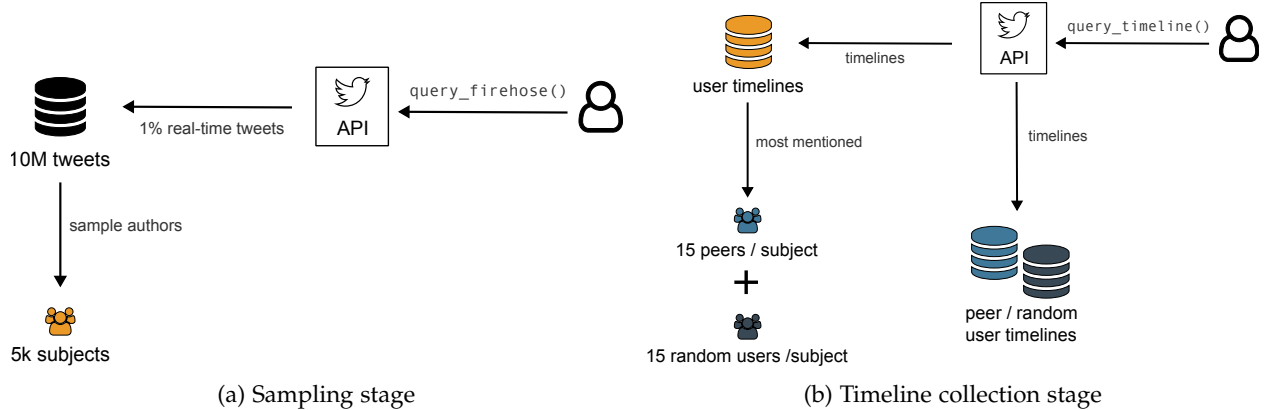 query_firehose()
API
1% real-time tweets
10M tweets
sample authors
5k subjects
(a) Sampling stage
query_timeline()
API
timelines
user timelines
most mentioned
timelines
15 peers / subject
+
15 random users /subject
peer / random
user timelines
(b) Timeline collection stage